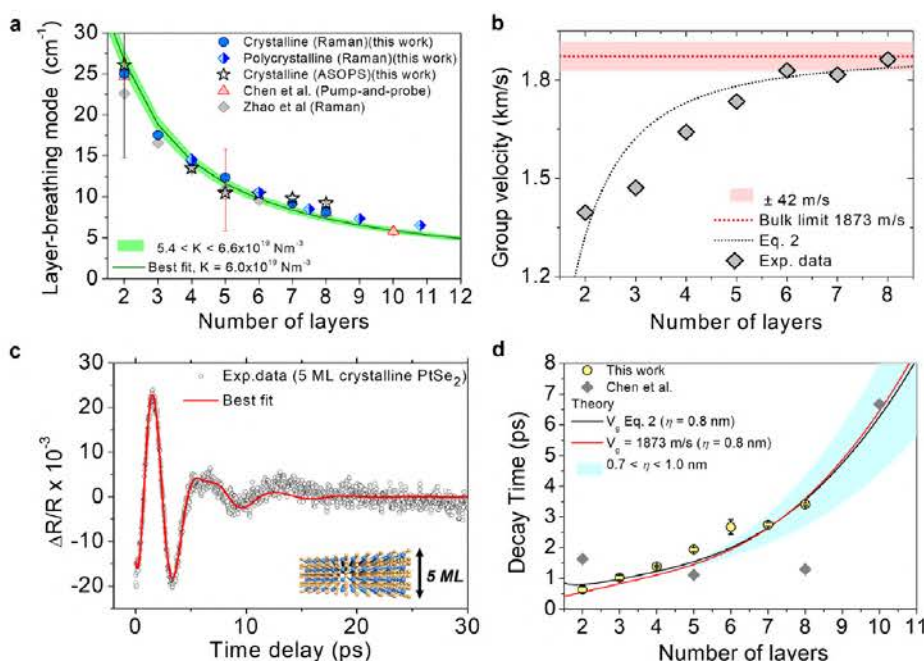 a
Layer-breathing mode (cm⁻¹)
30
25
20
15
10
5
0
Crystalline (Raman)(this work)
Polycrystalline (Raman)(this work)
Crystalline (ASOPS)(this work)
Chen et al. (Pump-and-probe)
Zhao et al (Raman)
5.4 < K < 6.6x10¹⁹ Nm⁻³
Best fit, K = 6.0x10¹⁹ Nm⁻³
2 3 4 5 6 7 8 9 10 11 12
Number of layers
b
Group velocity (km/s)
1.8
1.5
1.2
± 42 m/s
Bulk limit 1873 m/s
Eq. 2
Exp. data
2 3 4 5 6 7 8
Number of layers
c
ΔR/R x 10⁻³
30
20
10
0
-10
-20
Exp.data (5 ML crystalline PtSe₂)
Best fit
5 ML
0 5 10 15 20 25 30
Time delay (ps)
d
Decay Time (ps)
8
7
6
5
4
3
2
1
0
This work
Chen et al.
Theory
V_g Eq. 2 (η = 0.8 nm)
V_g = 1873 m/s (η = 0.8 nm)
0.7 < η < 1.0 nm
2 3 4 5 6 7 8 9 10 11
Number of layers